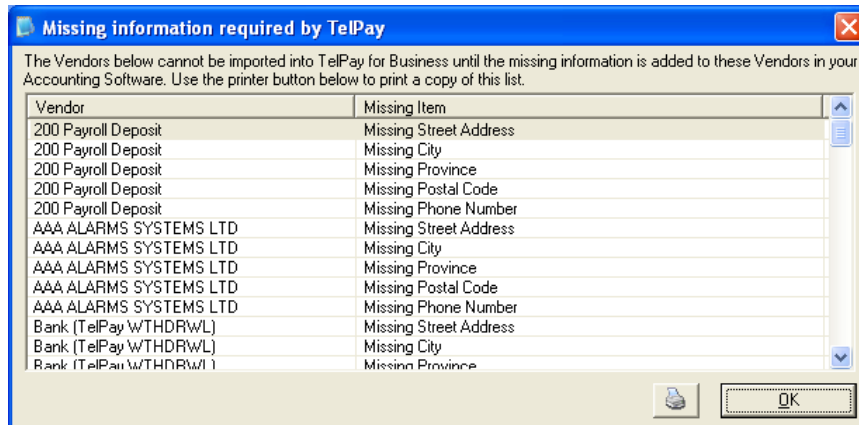 Missing information required by TelPay
The Vendors below cannot be imported into TelPay for Business until the missing information is added to these Vendors in your
Accounting Software. Use the printer button below to print a copy of this list.
Vendor Missing Item
200 Payroll Deposit Missing Street Address
200 Payroll Deposit Missing City
200 Payroll Deposit Missing Province
200 Payroll Deposit Missing Postal Code
200 Payroll Deposit Missing Phone Number
AAA ALARMS SYSTEMS LTD Missing Street Address
AAA ALARMS SYSTEMS LTD Missing City
AAA ALARMS SYSTEMS LTD Missing Province
AAA ALARMS SYSTEMS LTD Missing Postal Code
AAA ALARMS SYSTEMS LTD Missing Phone Number
Bank (TelPay WTHDRWL) Missing Street Address
Bank (TelPay WTHDRWL) Missing City
Bank (TelPay WTHDRWL) Missing Province
OK